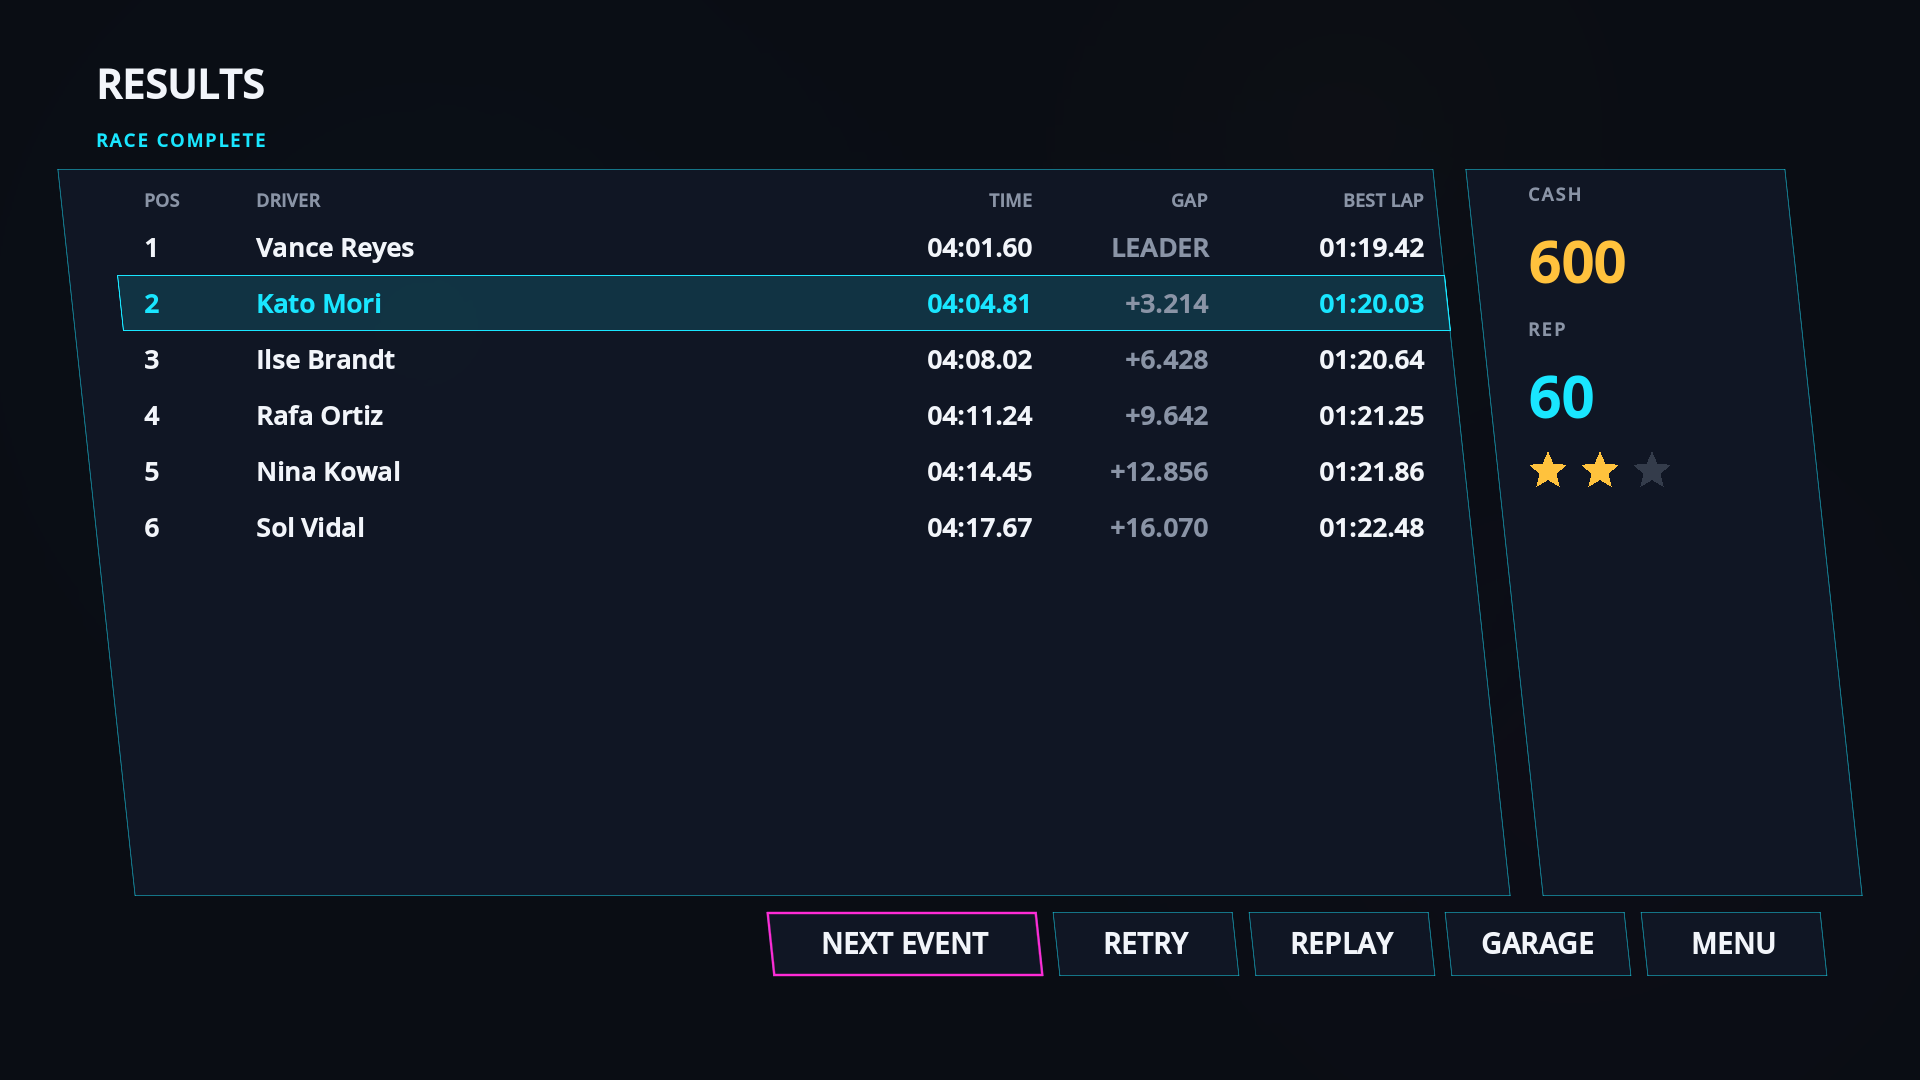 RESULTS
RACE COMPLETE
POS DRIVER TIME GAP BEST LAP
1 Vance Reyes 04:01.60 LEADER 01:19.42
2 Kato Mori 04:04.81 +3.214 01:20.03
3 Ilse Brandt 04:08.02 +6.428 01:20.64
4 Rafa Ortiz 04:11.24 +9.642 01:21.25
5 Nina Kowal 04:14.45 +12.856 01:21.86
6 Sol Vidal 04:17.67 +16.070 01:22.48
CASH
600
REP
60
NEXT EVENT RETRY REPLAY GARAGE MENU